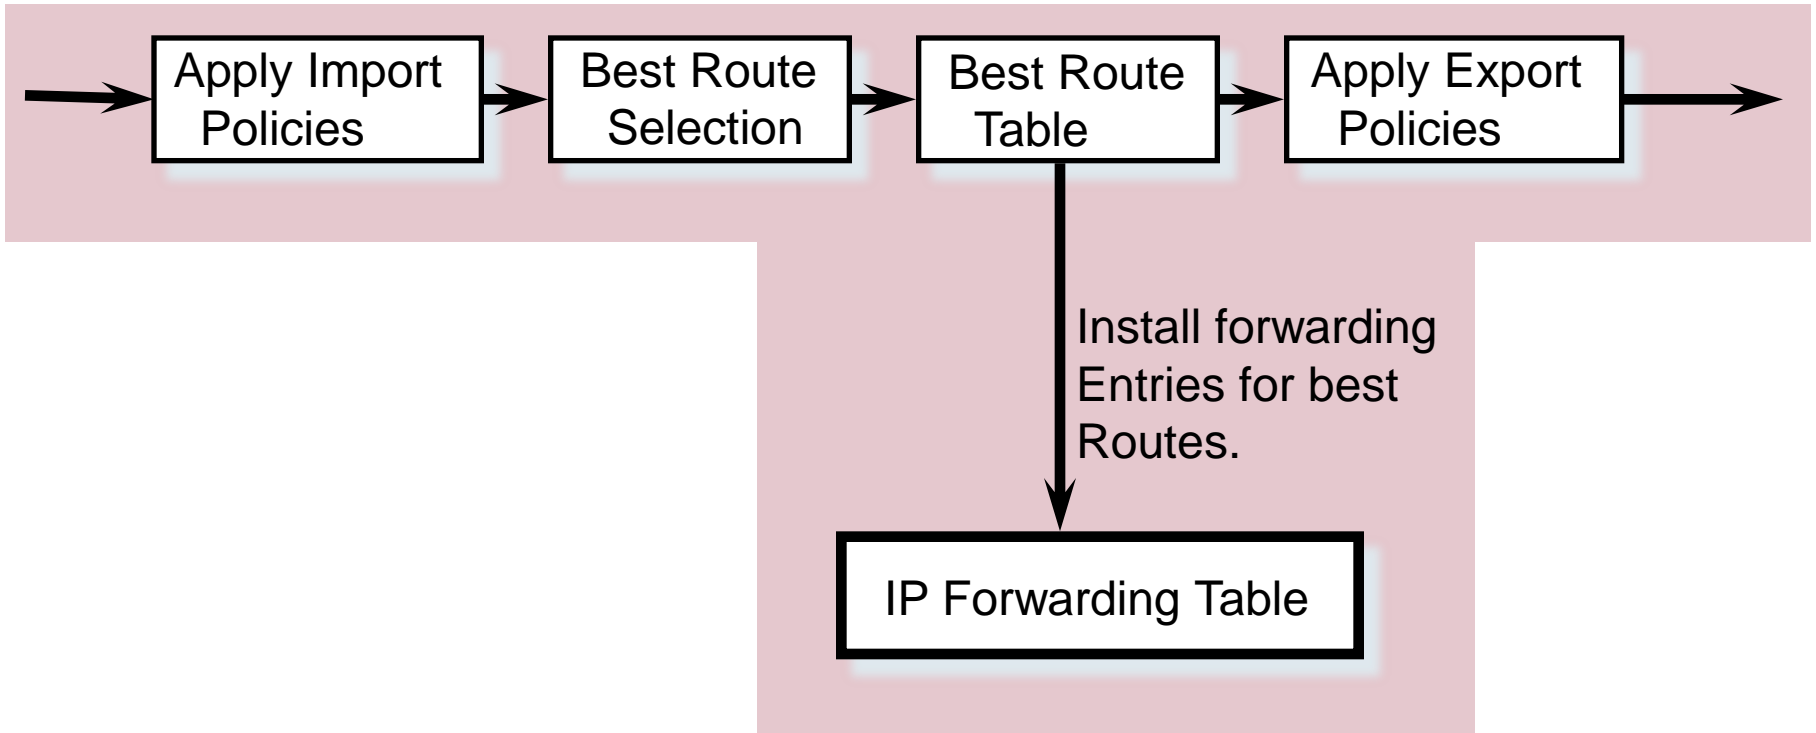 Apply Import
Policies
Best Route
Selection
Best Route
Table
Apply Export
Policies
Install forwarding
Entries for best
Routes.
IP Forwarding Table